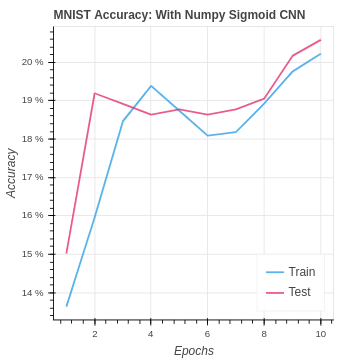 MNIST Accuracy: With Numpy Sigmoid CNN
20 %
19 %
18 %
17 %
16 %
15 %
14 %
Accuracy
Train
Test
2 4 6 8 10
Epochs